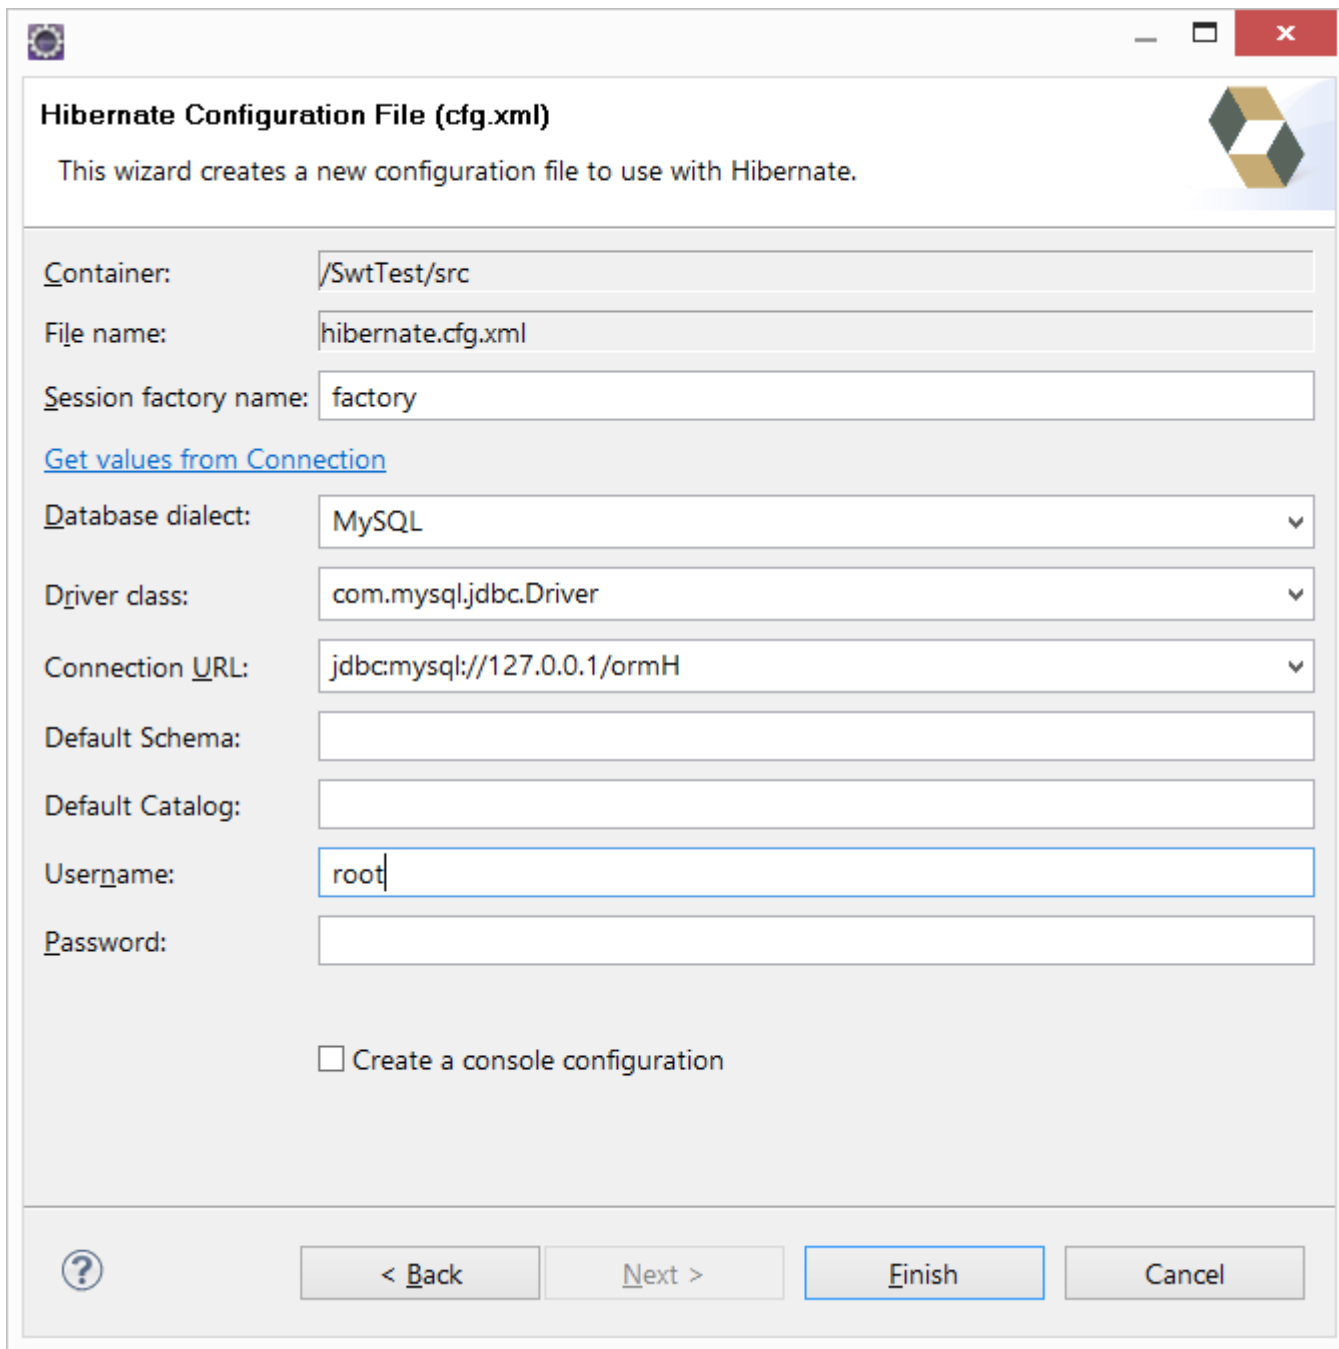 Hibernate Configuration File (cfg.xml)
This wizard creates a new configuration file to use with Hibernate.
Container: /SwtTest/src
File name: hibernate.cfg.xml
Session factory name: factory
Get values from Connection
Database dialect: MySQL
Driver class: com.mysql.jdbc.Driver
Connection URL: jdbc:mysql://127.0.0.1/ormH
Default Schema:
Default Catalog:
Username: root
Password:
Create a console configuration
? < Back Next > Finish Cancel